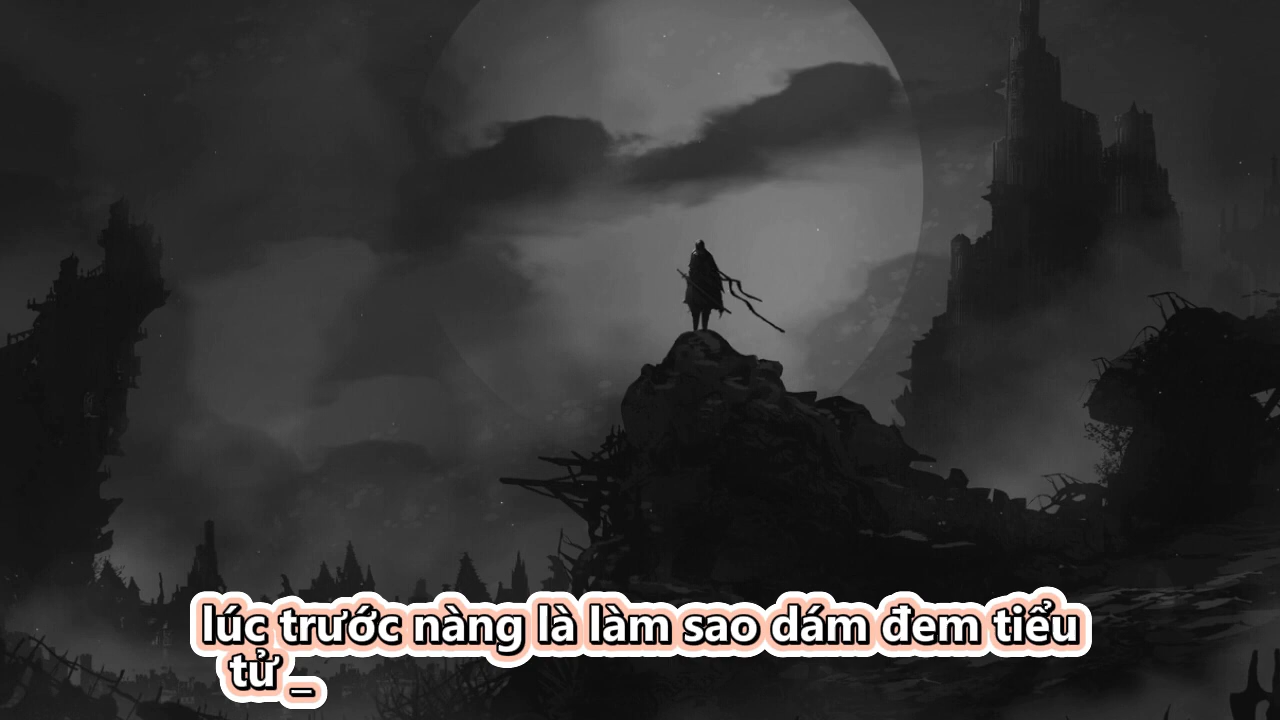 lúc trước nàng là làm sao dám đem tiểu
tử _